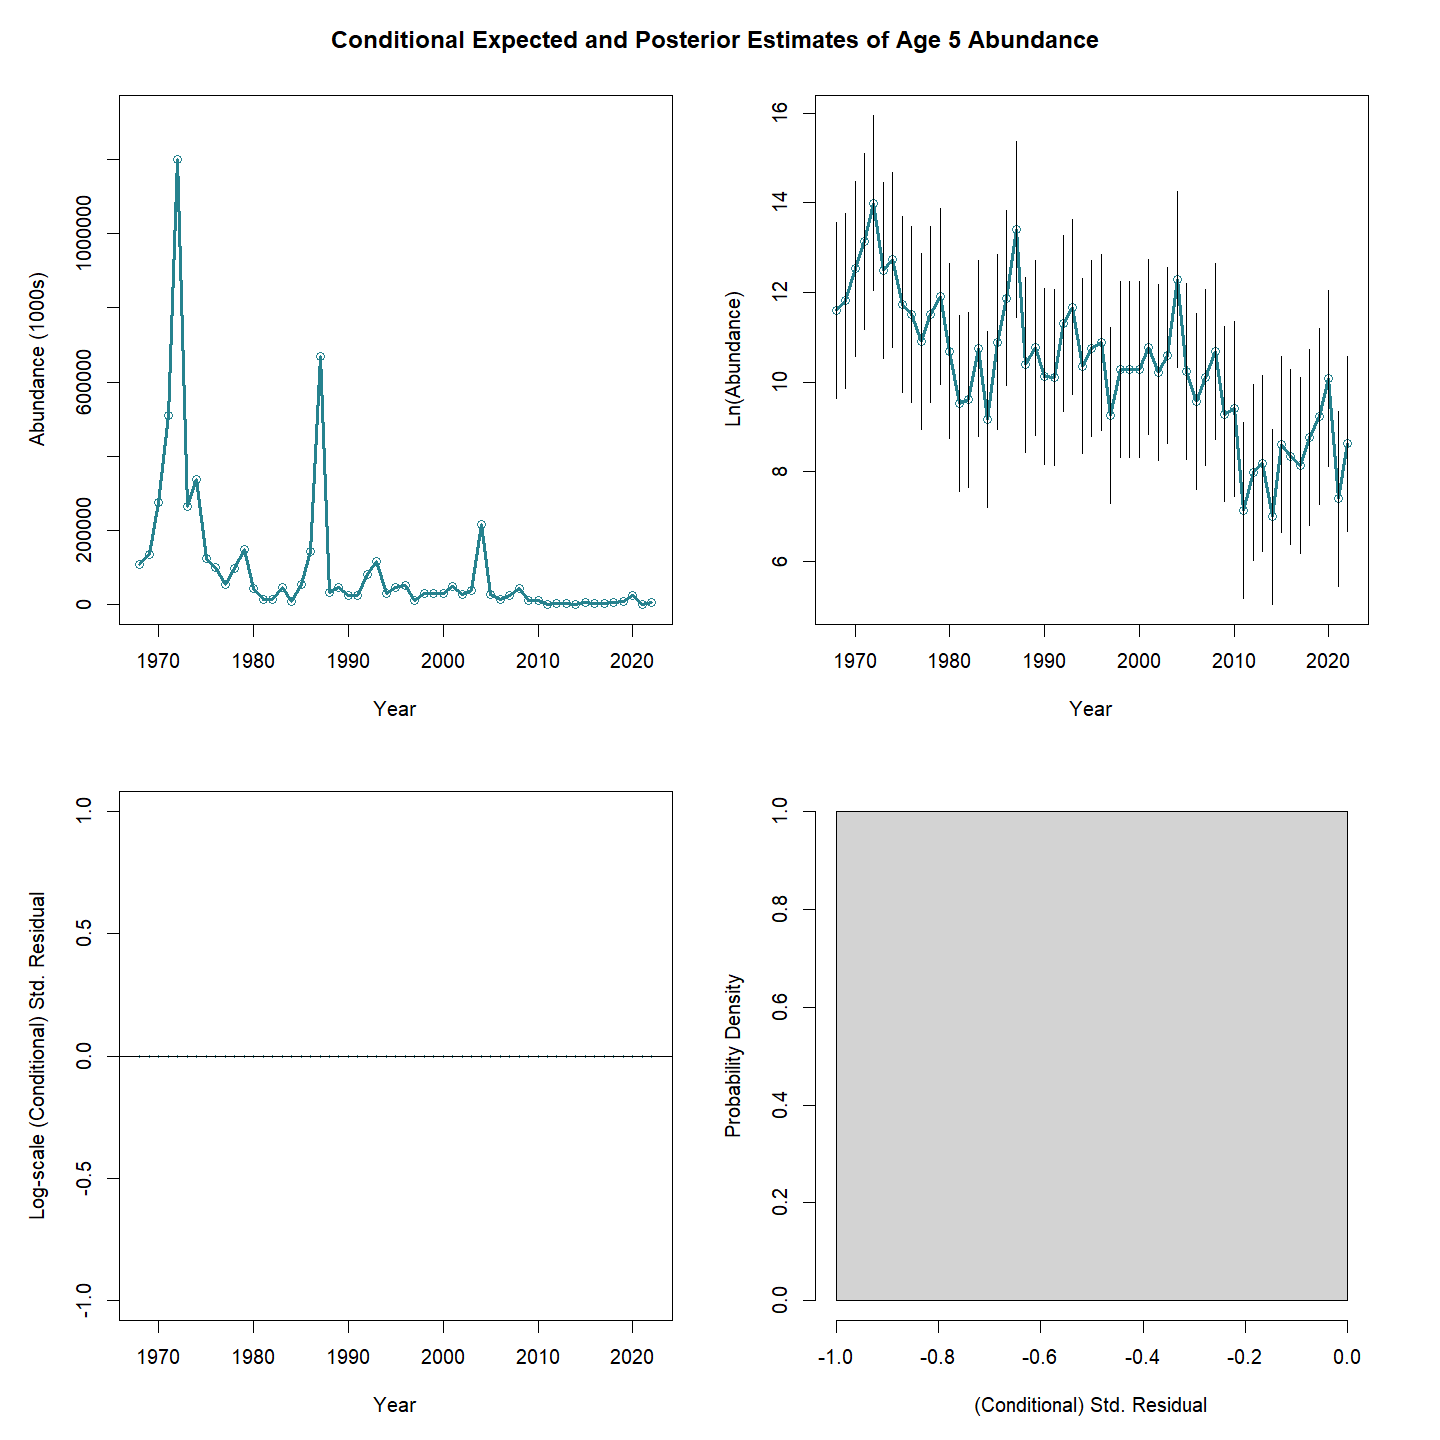 Conditional Expected and Posterior Estimates of Age 5 Abundance
Abundance (1000s)
0
200000
600000
1000000
1970 1980 1990 2000 2010 2020
Year
Ln(Abundance)
6
8
10
12
14
16
1970 1980 1990 2000 2010 2020
Year
Log-scale (Conditional) Std. Residual
-1.0
-0.5
0.0
0.5
1.0
1970 1980 1990 2000 2010 2020
Year
Probability Density
0.0
0.2
0.4
0.6
0.8
1.0
-1.0 -0.8 -0.6 -0.4 -0.2 0.0
(Conditional) Std. Residual